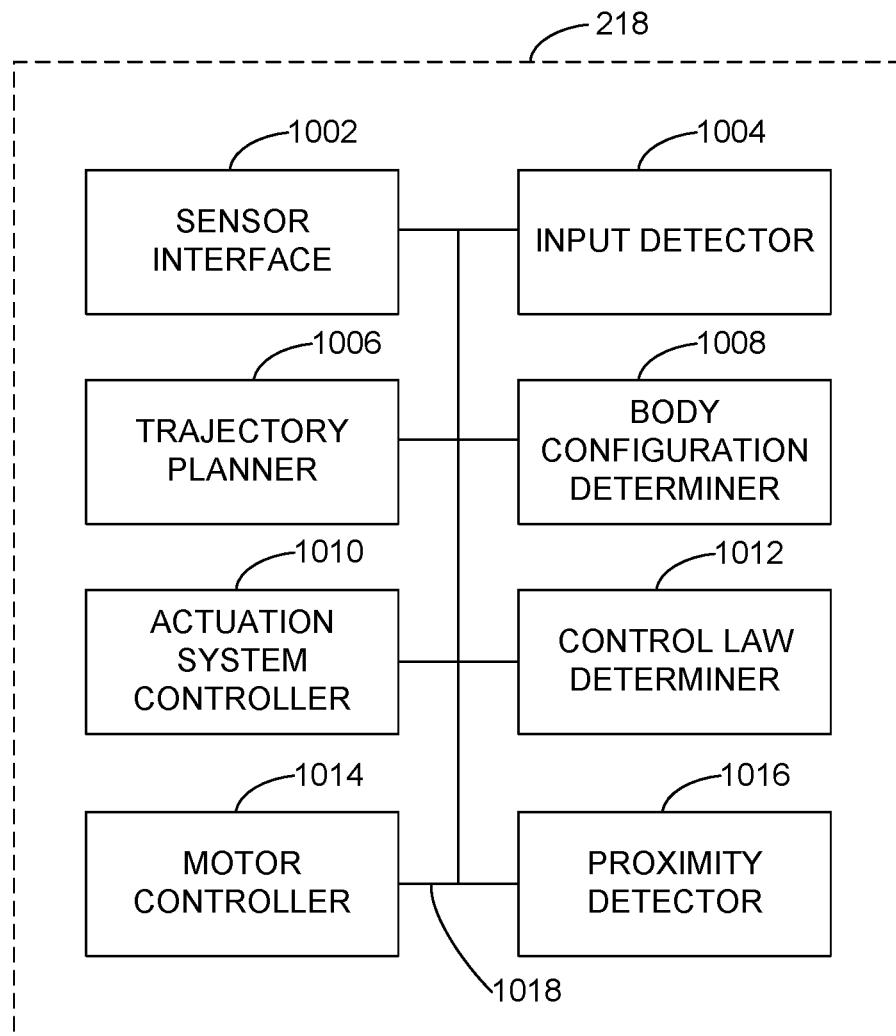 218
1002
1004
SENSOR
INTERFACE
INPUT DETECTOR
1006
1008
TRAJECTORY
PLANNER
BODY
CONFIGURATION
DETERMINER
1010
1012
ACTUATION
SYSTEM
CONTROLLER
CONTROL LAW
DETERMINER
1014
1016
MOTOR
CONTROLLER
PROXIMITY
DETECTOR
1018